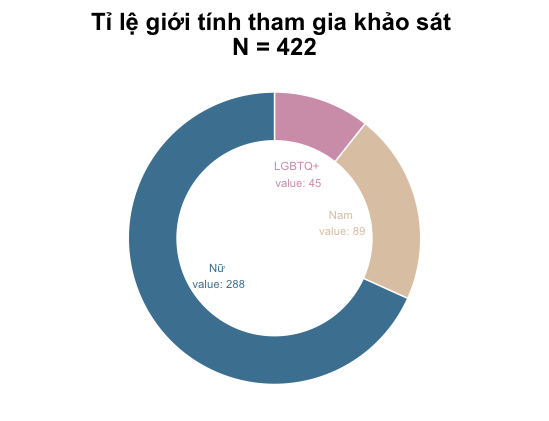 Tỉ lệ giới tính tham gia khảo sát
N = 422
LGBTQ+
value: 45
Nam
value: 89
Nữ
value: 288